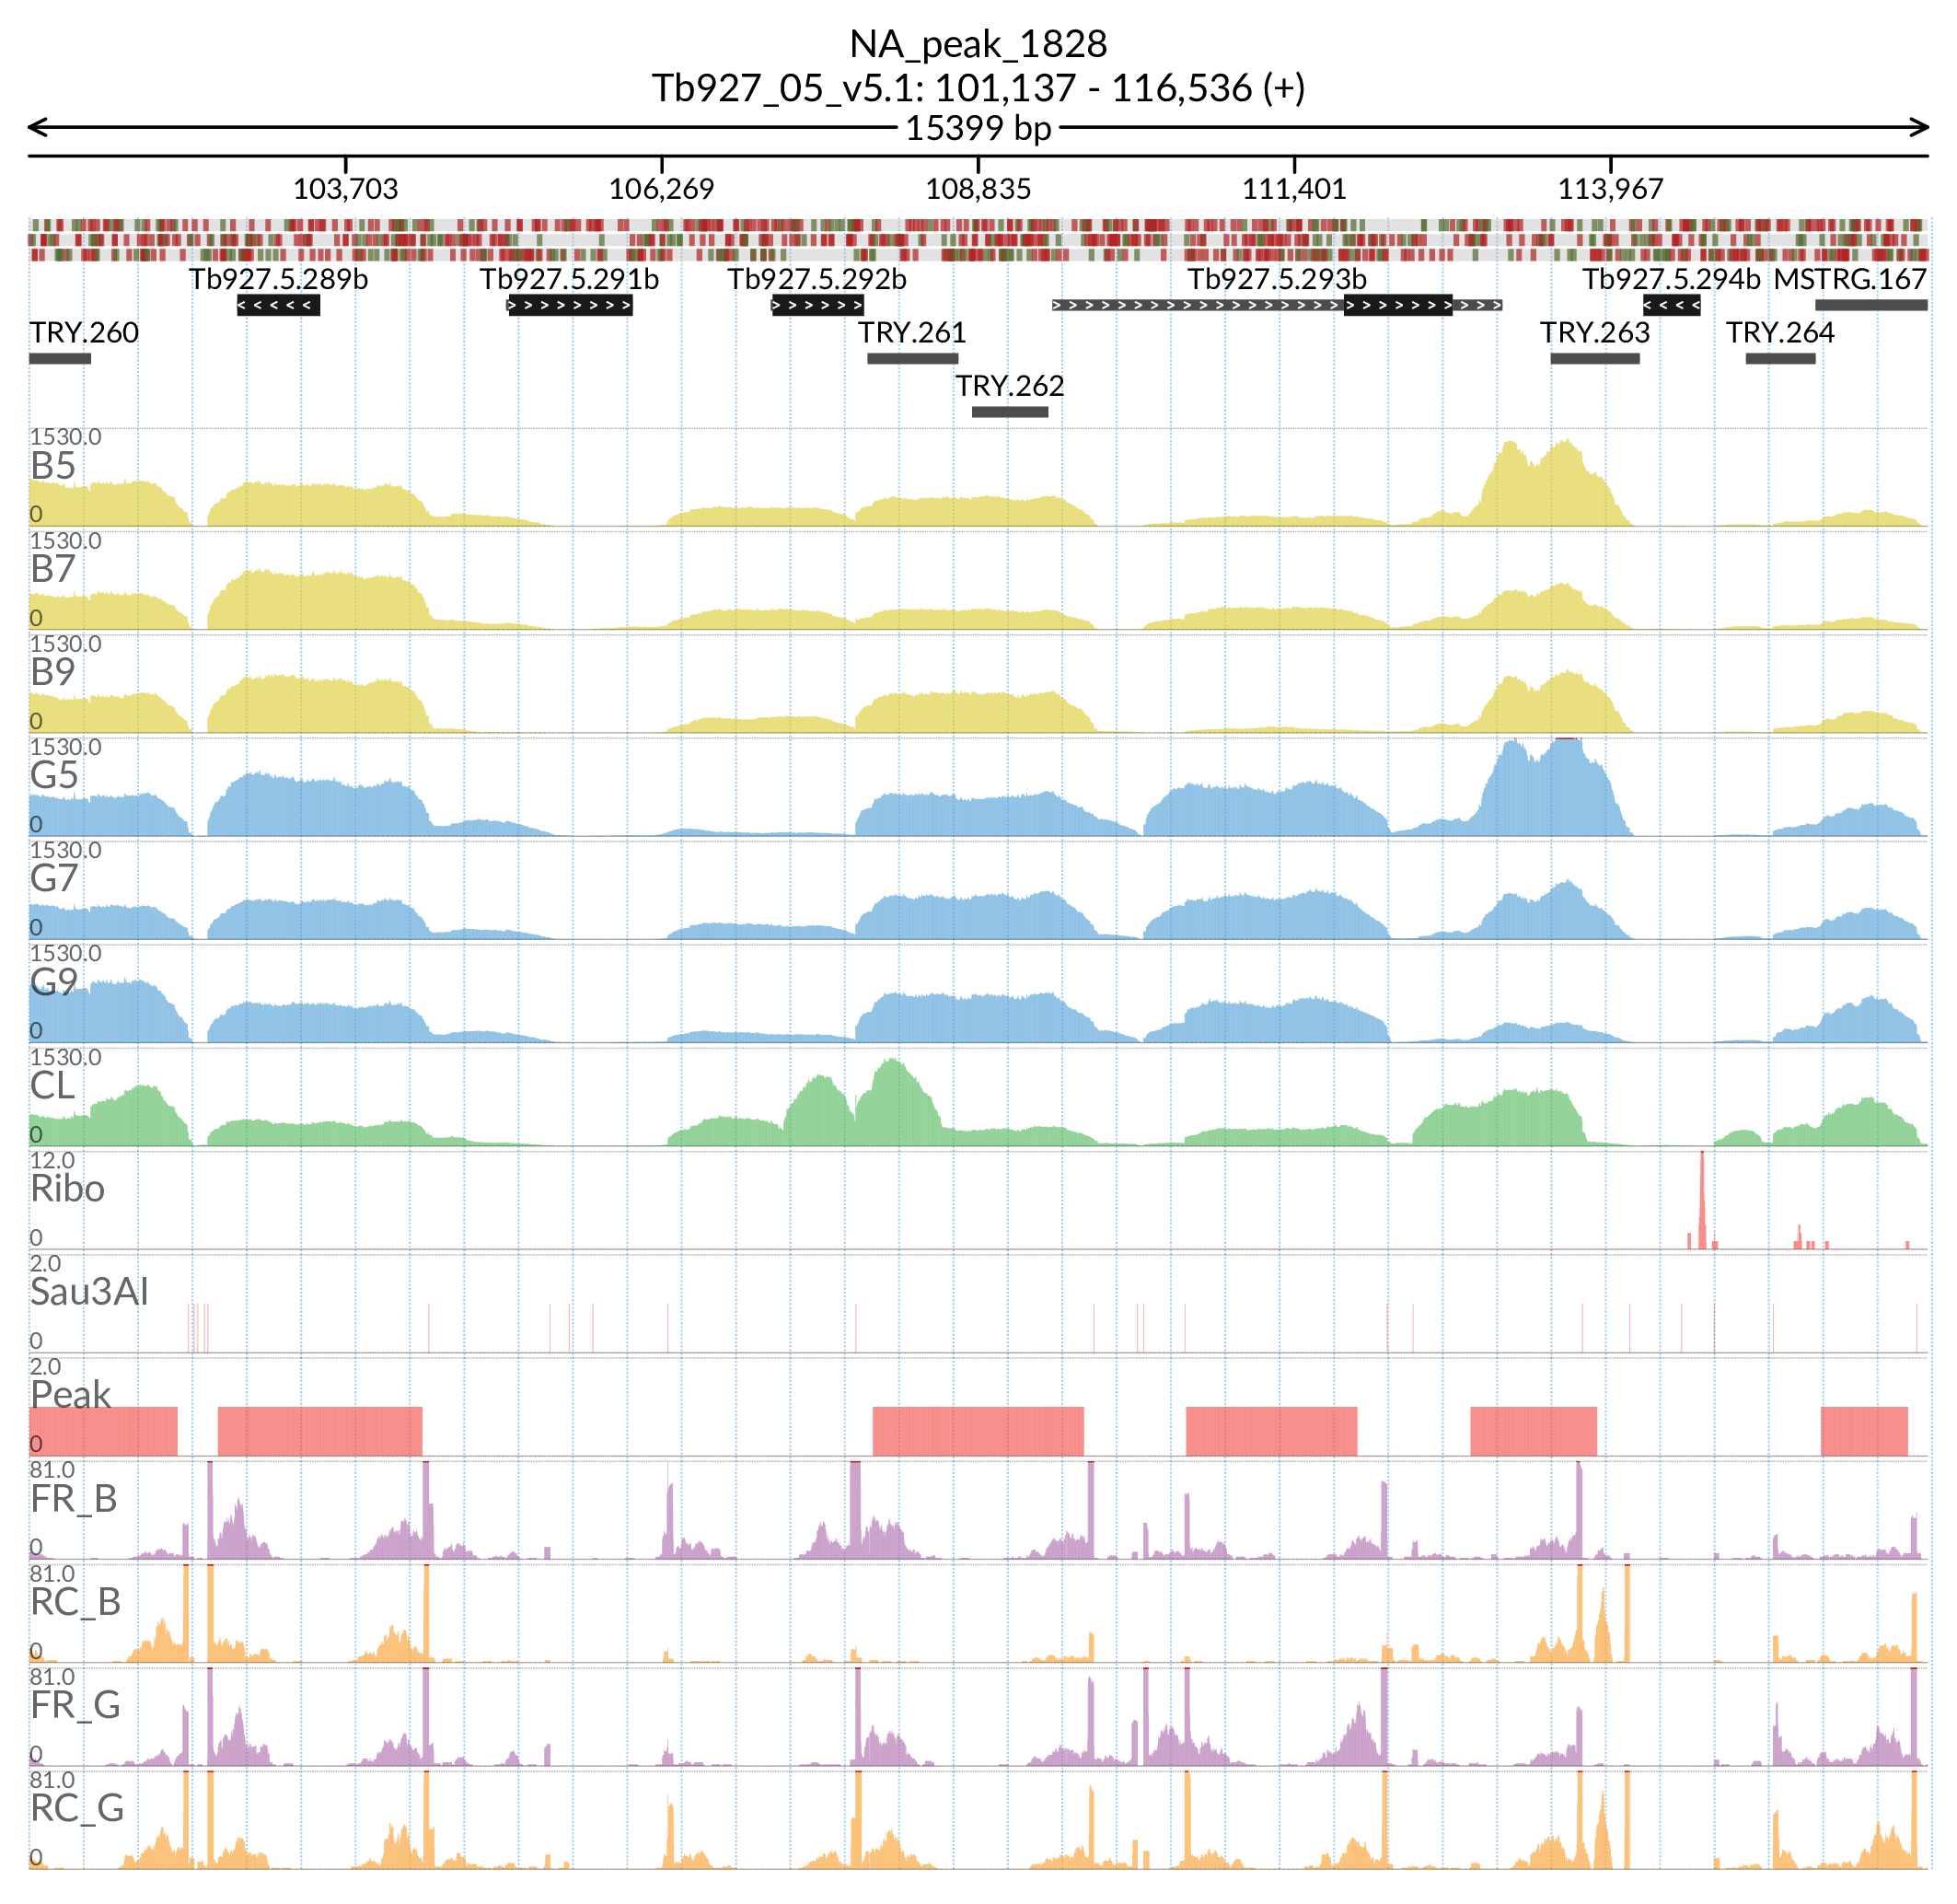 NA_peak_1828
Tb927_05_v5.1: 101,137 - 116,536 (+)
15399 bp
103,703 106,269 108,835 111,401 113,967
Tb927.5.289b Tb927.5.291b Tb927.5.292b Tb927.5.293b Tb927.5.294b MSTRG.167
TRY.260 TRY.261 TRY.263 TRY.264
TRY.262
1530.0
B5
0
1530.0
B7
0
1530.0
B9
0
1530.0
G5
0
1530.0
G7
0
1530.0
G9
0
1530.0
CL
0
12.0
Ribo
0
2.0
Sau3AI
0
2.0
Peak
0
81.0
FR_B
0
81.0
RC_B
0
81.0
FR_G
0
81.0
RC_G
0